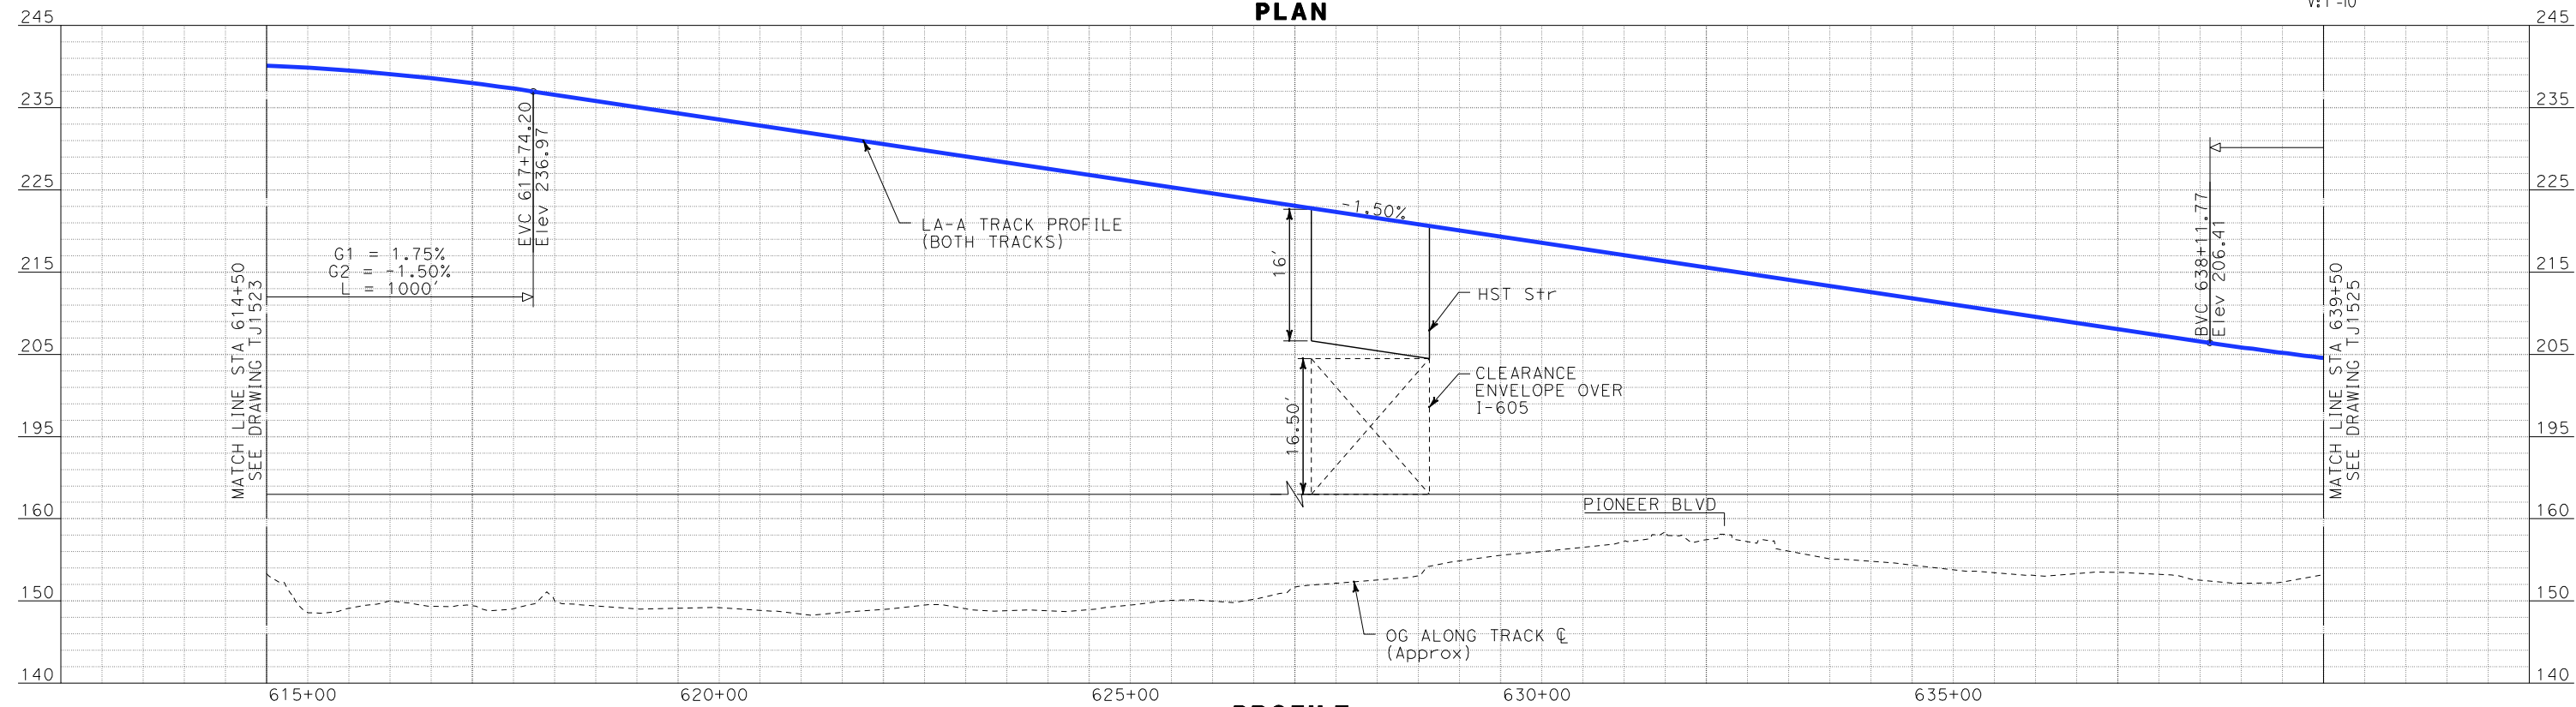 PLAN
245
245
235
235
225
225
215
215
205
205
195
195
160
160
150
150
140
140
MATCH LINE STA 614+50
SEE DRAWING TJ1523
G1 = 1.75%
G2 = -1.50%
L = 1000'
EVC 617+74.20
Elev 236.97
LA-A TRACK PROFILE
(BOTH TRACKS)
-1.50%
16'
HST Str
16.50'
CLEARANCE
ENVELOPE OVER
I-605
PIONEER BLVD
OG ALONG TRACK ℄
(Approx)
BVC 638+11.77
Elev 206.41
MATCH LINE STA 639+50
SEE DRAWING TJ1525
615+00
620+00
625+00
630+00
635+00